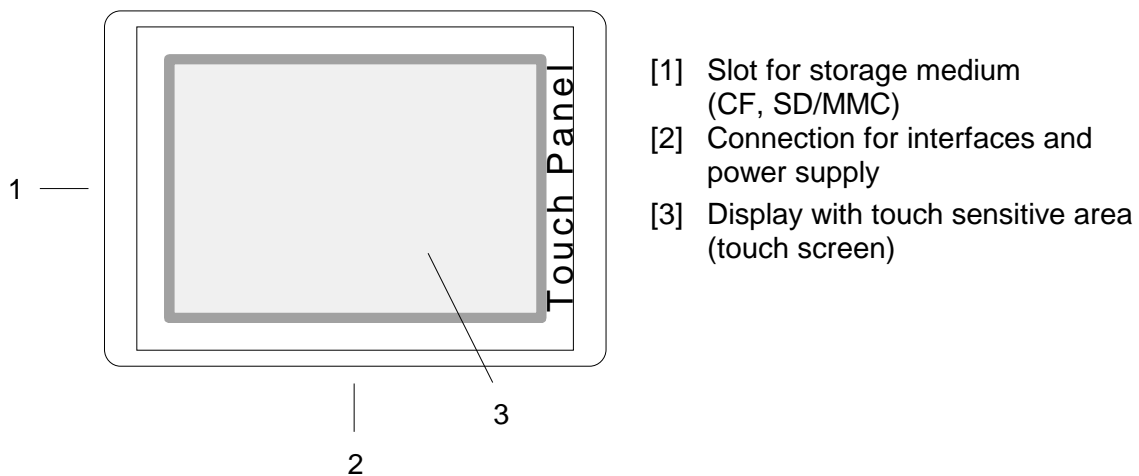 Touch Panel
1
2
3
[1] Slot for storage medium
(CF, SD/MMC)
[2] Connection for interfaces and
power supply
[3] Display with touch sensitive area
(touch screen)